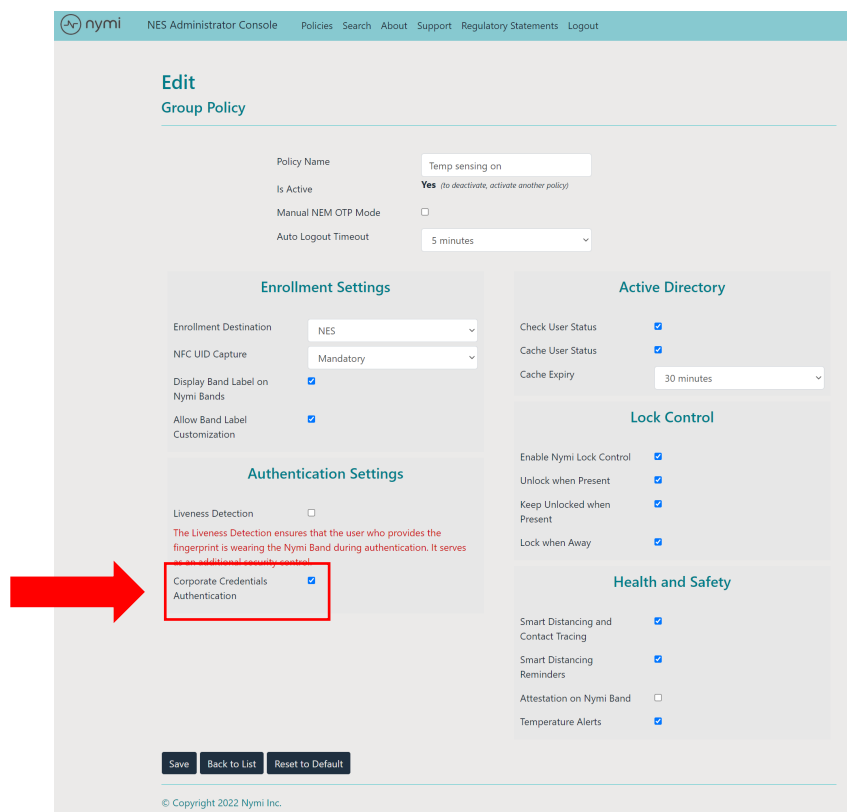 nymi NES Administrator Console Policies Search About Support Regulatory Statements Logout
Edit
Group Policy
Policy Name Temp sensing on
Is Active Yes (to deactivate, activate another policy)
Manual NEM OTP Mode
Auto Logout Timeout 5 minutes
Enrollment Settings
Enrollment Destination NES
NFC UID Capture Mandatory
Display Band Label on
Nymi Bands
Allow Band Label
Customization
Authentication Settings
Liveness Detection
The Liveness Detection ensures that the user who provides the
fingerprint is wearing the Nymi Band during authentication. It serves
as an additional security control.
Corporate Credentials
Authentication
Active Directory
Check User Status
Cache User Status
Cache Expiry 30 minutes
Lock Control
Enable Nymi Lock Control
Unlock when Present
Keep Unlocked when
Present
Lock when Away
Health and Safety
Smart Distancing and
Contact Tracing
Smart Distancing
Reminders
Attestation on Nymi Band
Temperature Alerts
Save Back to List Reset to Default
© Copyright 2022 Nymi Inc.